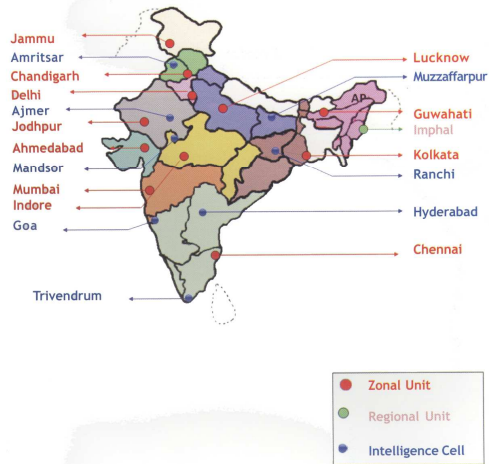 Jammu
Amritsar
Chandigarh
Delhi
Ajmer
Jodhpur
Ahmedabad
Mandsor
Mumbai
Indore
Goa
Trivendrum
AP
Lucknow
Muzzaffarpur
Guwahati
Imphal
Kolkata
Ranchi
Hyderabad
Chennai
Zonal Unit
Regional Unit
Intelligence Cell